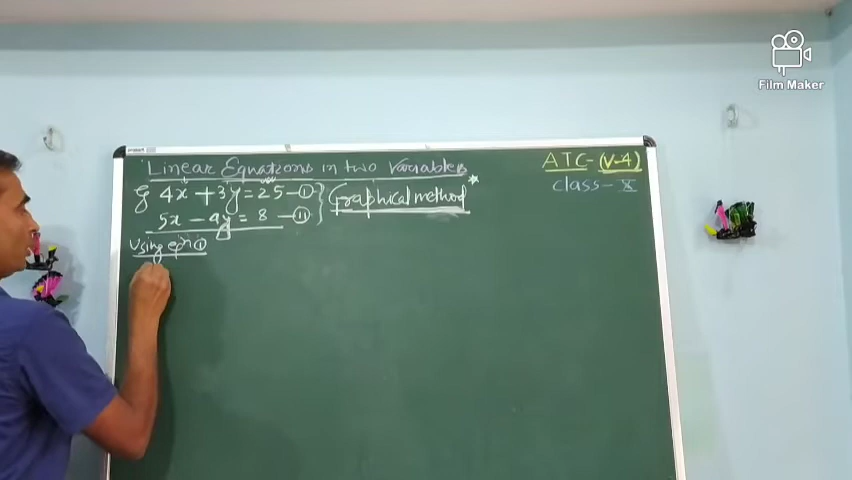 Film Maker
Linear Equations in two Variables
ATC-(V-4)
class-X
4x + 3y = 25 - (i)
5x - 4y = 8 - (ii)
Graphical method
Using eqn (i)